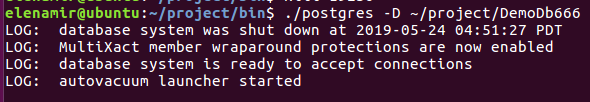 elenamir@ubuntu:~/project/bin$ ./postgres -D ~/project/DemoDb666
LOG:  database system was shut down at 2019-05-24 04:51:27 PDT
LOG:  MultiXact member wraparound protections are now enabled
LOG:  database system is ready to accept connections
LOG:  autovacuum launcher started